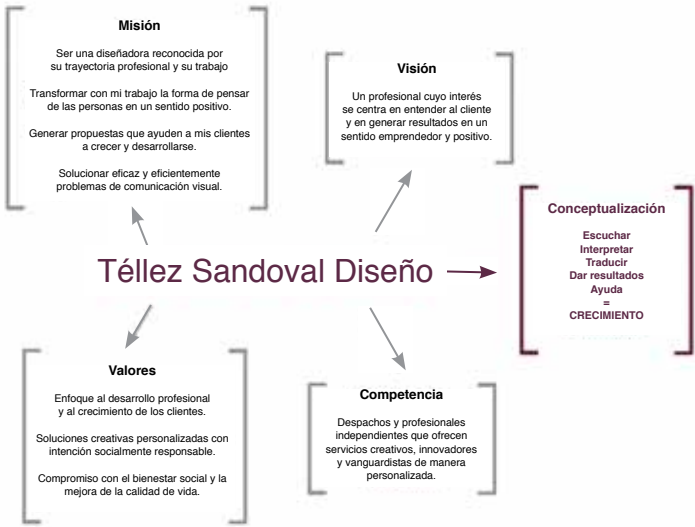 Misión
Ser una diseñadora reconocida por
su trayectoria profesional y su trabajo
Transformar con mi trabajo la forma de pensar
de las personas en un sentido positivo.
Generar propuestas que ayuden a mis clientes
a crecer y desarrollarse.
Solucionar eficaz y eficientemente
problemas de comunicación visual.
Visión
Un profesional cuyo interés
se centra en entender al cliente
y en generar resultados en un
sentido emprendedor y positivo.
Conceptualización
Escuchar
Interpretar
Traducir
Dar resultados
Ayuda
=
CRECIMIENTO
Téllez Sandoval Diseño
Valores
Enfoque al desarrollo profesional
y al crecimiento de los clientes.
Soluciones creativas personalizadas con
intención socialmente responsable.
Compromiso con el bienestar social y la
mejora de la calidad de vida.
Competencia
Despachos y profesionales
independientes que ofrecen
servicios creativos, innovadores
y vanguardistas de manera
personalizada.